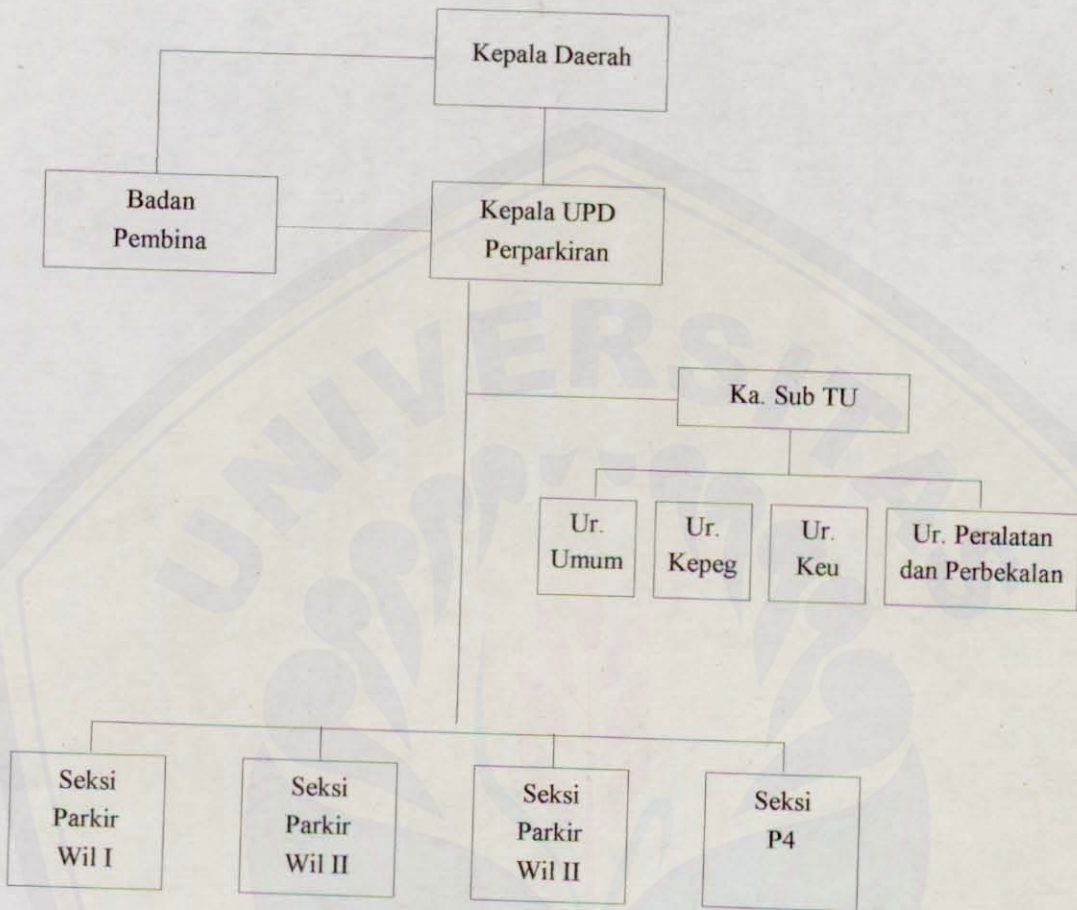 Kepala Daerah
Badan
Pembina
Kepala UPD
Perparkiran
Ka. Sub TU
Ur.
Umum
Ur.
Kepeg
Ur.
Keu
Ur. Peralatan
dan Perbekalan
Seksi
Parkir
Wil I
Seksi
Parkir
Wil II
Seksi
Parkir
Wil II
Seksi
P4
UNIVERSITAS